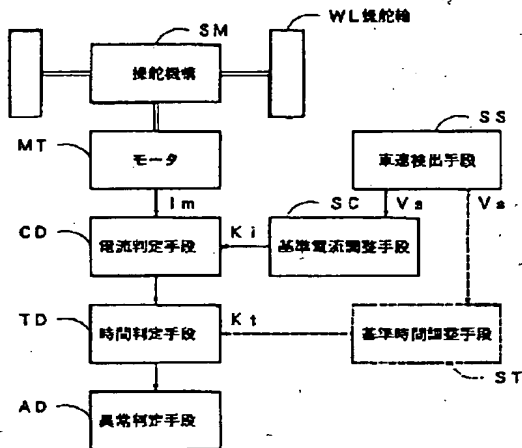 WL操舵輪
SM
操舵機構
SS
MT
モータ
車速検出手段
Im
SC
Vs
Vs
CD
電流判定手段
Ki
基準電流調整手段
TD
時間判定手段
Kt
基準時間調整手段
ST
AD
異常判定手段